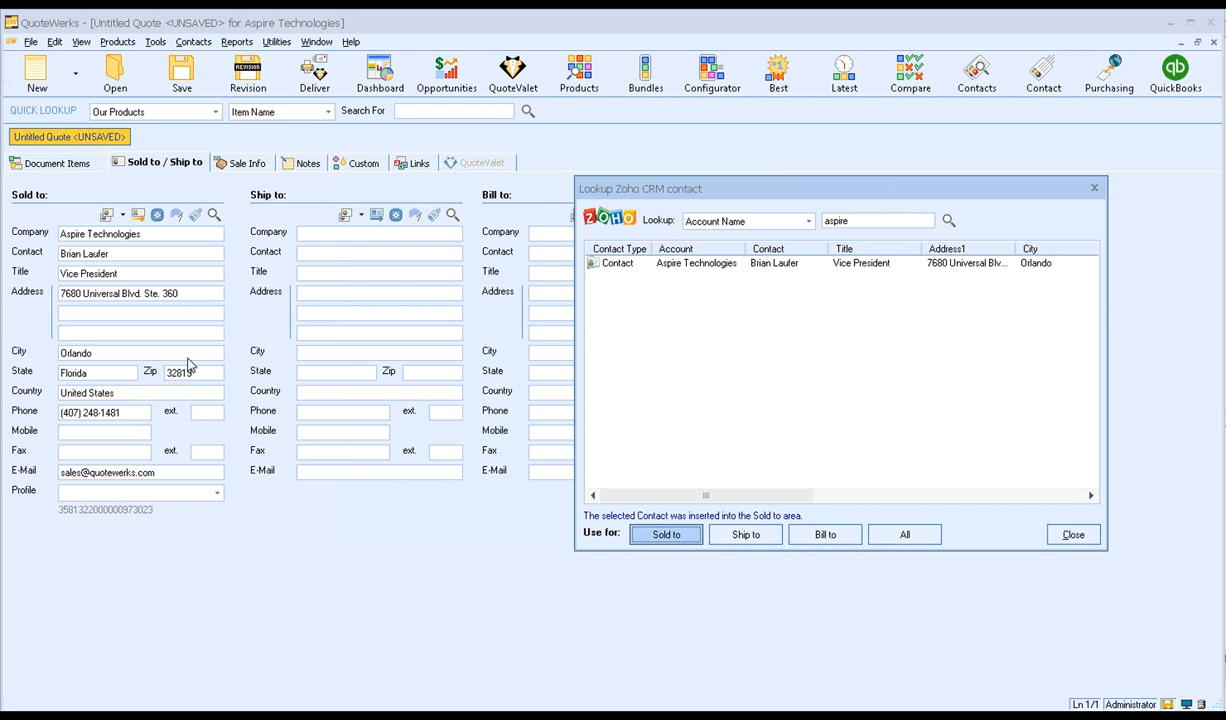 QuoteWerks - [Untitled Quote <UNSAVED> for Aspire Technologies]
File Edit View Products Tools Contacts Reports Utilities Window Help
New Open Save Revision Deliver Dashboard Opportunities QuoteValet Products Bundles Configurator Best Latest Compare Contacts Contact Purchasing QuickBooks
QUICK LOOKUP Our Products Item Name Search For
Untitled Quote <UNSAVED>
Document Items Sold to / Ship to Sale Info Notes Custom Links QuoteValet
Sold to:
Company Aspire Technologies
Contact Brian Laufer
Title Vice President
Address 7680 Universal Blvd. Ste. 360
City Orlando
State Florida Zip
Country United States
Phone (407) 248-1481 ext.
Mobile
Fax ext.
E-Mail sales@quotewerks.com
Profile
3581322000000973023
Ship to:
Company
Contact
Title
Address
City
State Zip
Country
Phone ext.
Mobile
Fax ext.
E-Mail
Bill to:
Company
Contact
Title
Address
City
State
Country
Phone
Mobile
Fax
E-Mail
Lookup Zoho CRM contact
ZOHO Lookup: Account Name aspire
Contact Type Account Contact Title Address1 City
Contact Aspire Technologies Brian Laufer Vice President 7680 Universal Blv... Orlando
The selected Contact was inserted into the Sold to area.
Use for: Sold to Ship to Bill to All Close
Ln 1/1 Administrator